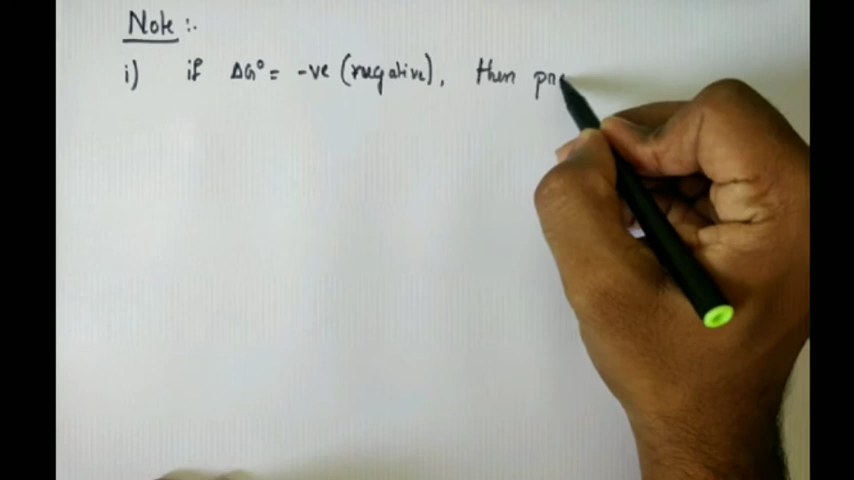 Note :-
i) if ΔG° = -ve (negative), then